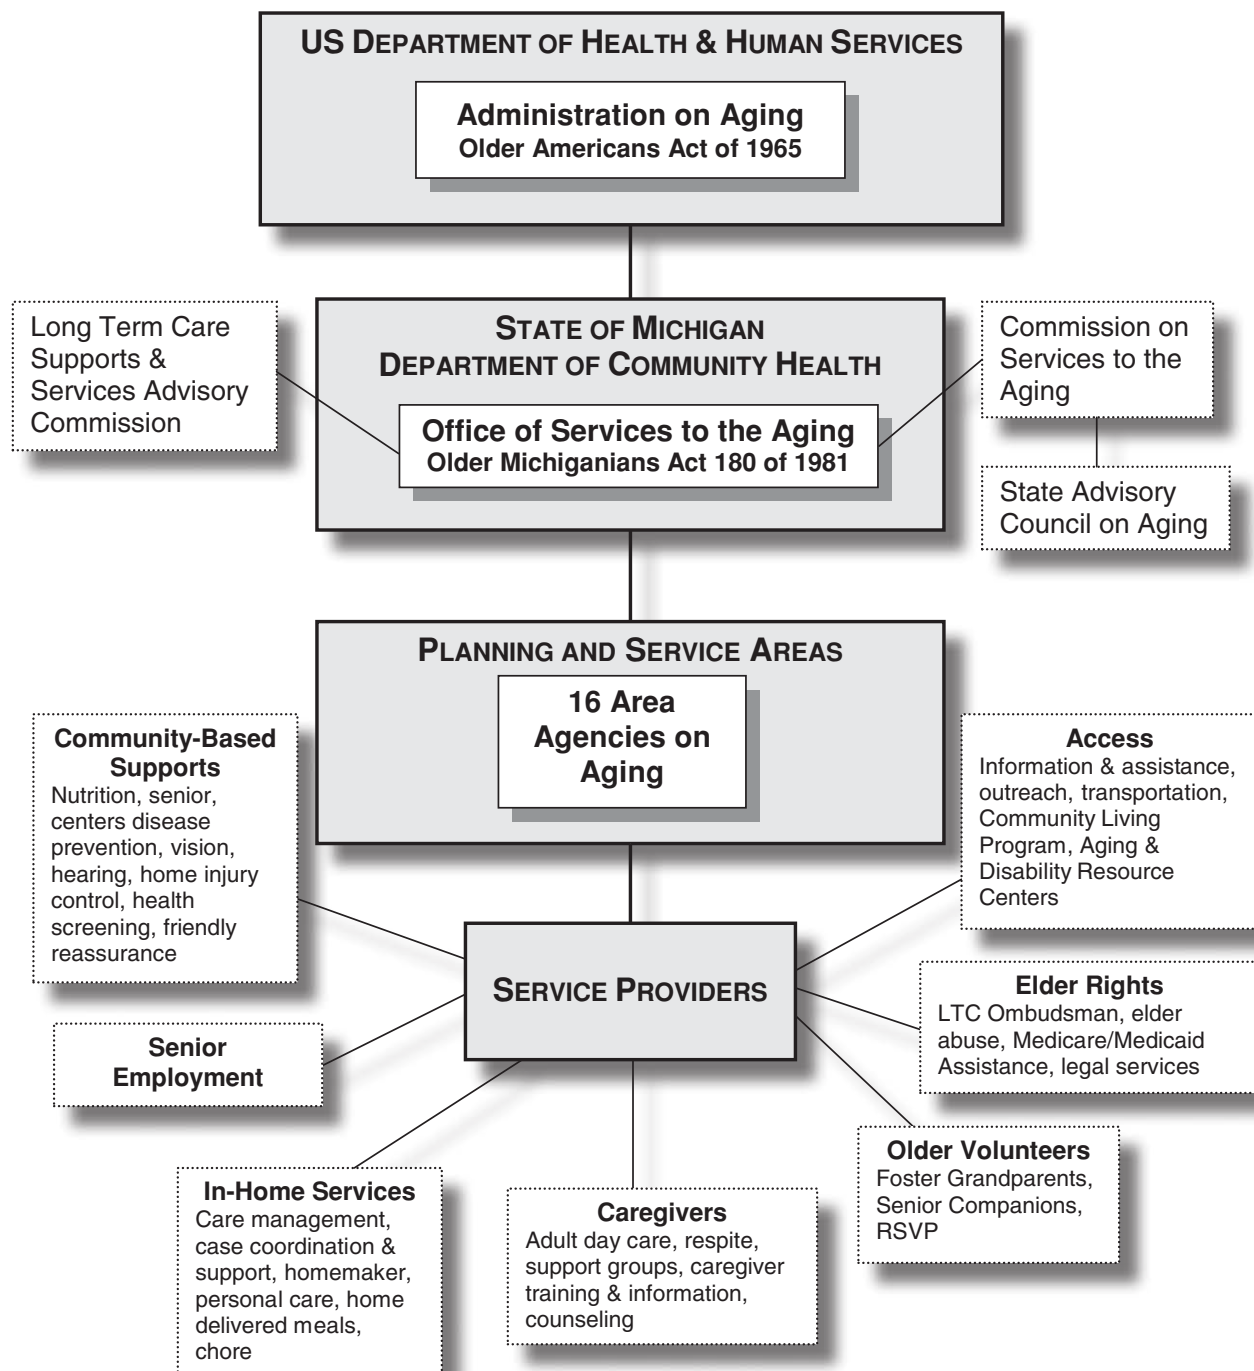 US DEPARTMENT OF HEALTH & HUMAN SERVICES
Administration on Aging
Older Americans Act of 1965
Long Term Care
Supports &
Services Advisory
Commission
STATE OF MICHIGAN
DEPARTMENT OF COMMUNITY HEALTH
Office of Services to the Aging
Older Michiganians Act 180 of 1981
Commission on
Services to the
Aging
State Advisory
Council on Aging
PLANNING AND SERVICE AREAS
16 Area
Agencies on
Aging
Community-Based
Supports
Nutrition, senior,
centers disease
prevention, vision,
hearing, home injury
control, health
screening, friendly
reassurance
Access
Information & assistance,
outreach, transportation,
Community Living
Program, Aging &
Disability Resource
Centers
SERVICE PROVIDERS
Elder Rights
LTC Ombudsman, elder
abuse, Medicare/Medicaid
Assistance, legal services
Senior
Employment
Older Volunteers
Foster Grandparents,
Senior Companions,
RSVP
In-Home Services
Care management,
case coordination &
support, homemaker,
personal care, home
delivered meals,
chore
Caregivers
Adult day care, respite,
support groups, caregiver
training & information,
counseling